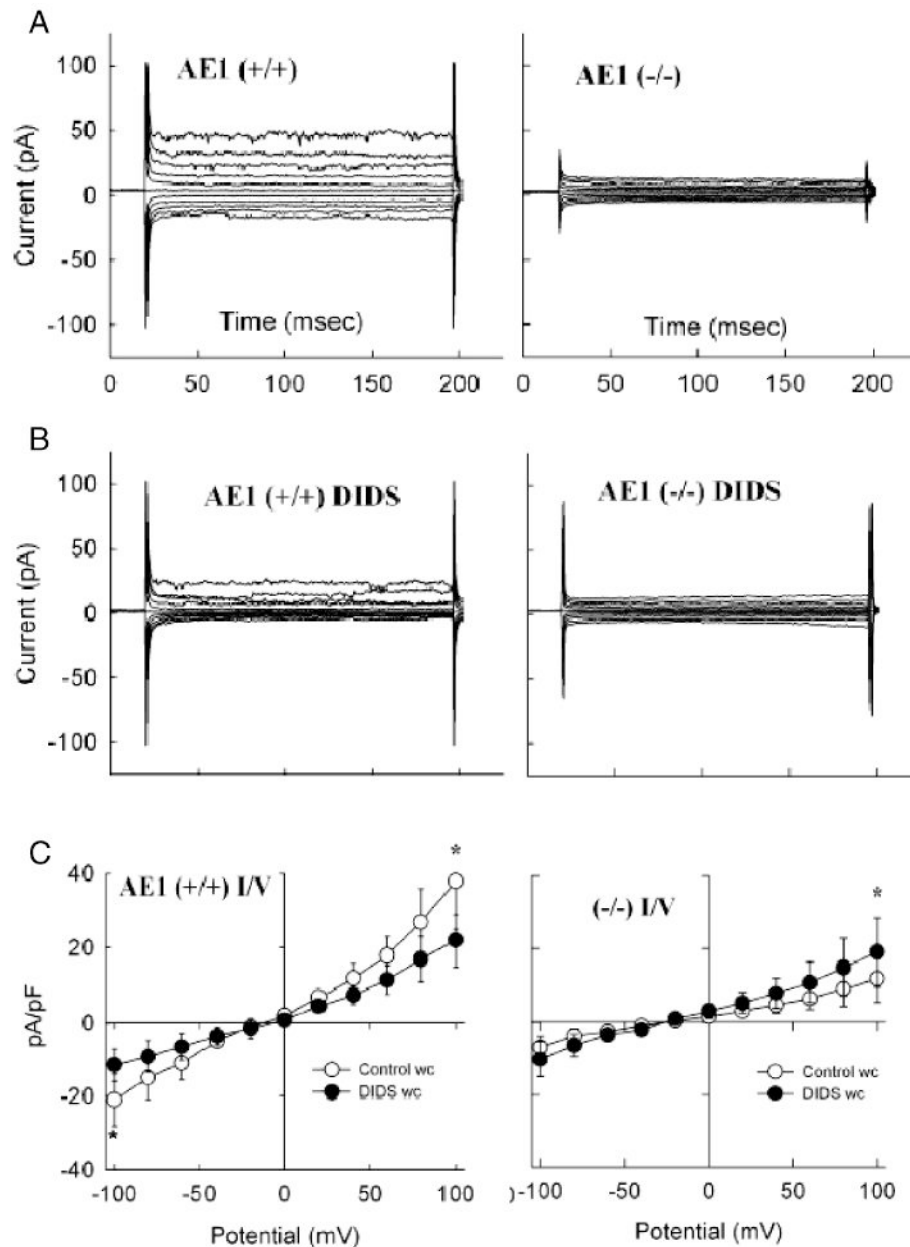 A
AE1 (+/+)
AE1 (-/-)
100
50
0
-50
-100
Current (pA)
Time (msec)
Time (msec)
0 50 100 150 200
50 100 150 200
B
AE1 (+/+) DIDS
AE1 (-/-) DIDS
100
50
0
-50
-100
Current (pA)
C
AE1 (+/+) I/V
(-/-) I/V
*
*
*
40
20
0
-20
-40
pA/pF
Control wc
DIDS wc
Control wc
DIDS wc
-100 -50 0 50 100
-100 -50 0 50 100
Potential (mV)
Potential (mV)